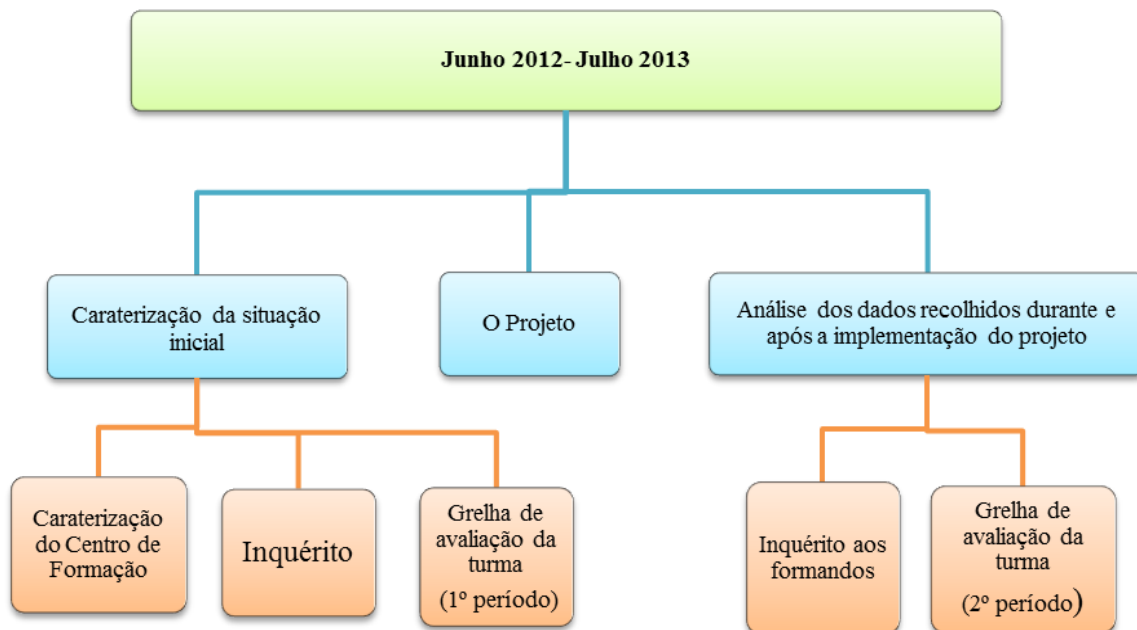 Junho 2012- Julho 2013
Caraterização da situação
inicial
O Projeto
Análise dos dados recolhidos durante e
após a implementação do projeto
Caraterização
do Centro de
Formação
Inquérito
Grelha de
avaliação da
turma
(1º período)
Inquérito aos
formandos
Grelha de
avaliação da
turma
(2º período)